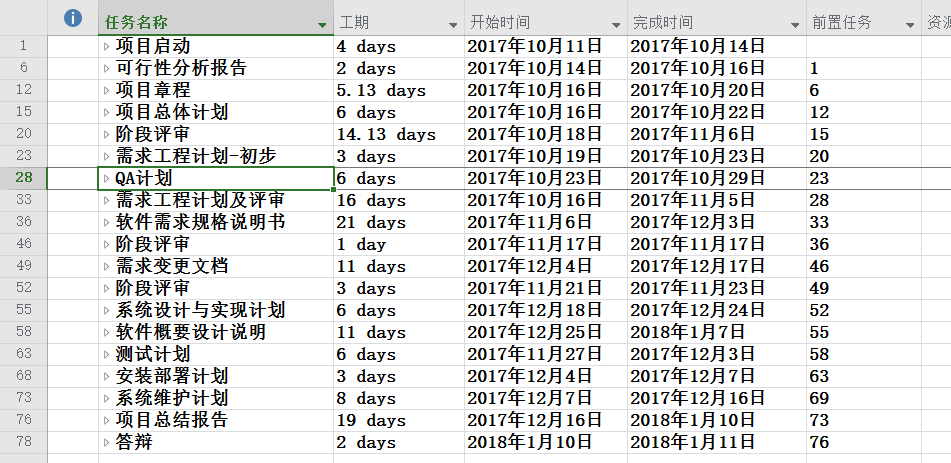 任务名称 工期 开始时间 完成时间 前置任务 资源
1 项目启动 4 days 2017年10月11日 2017年10月14日
6 可行性分析报告 2 days 2017年10月14日 2017年10月16日 1
12 项目章程 5.13 days 2017年10月16日 2017年10月20日 6
15 项目总体计划 6 days 2017年10月16日 2017年10月22日 12
20 阶段评审 14.13 days 2017年10月18日 2017年11月6日 15
23 需求工程计划-初步 3 days 2017年10月19日 2017年10月23日 20
28 QA计划 6 days 2017年10月23日 2017年10月29日 23
33 需求工程计划及评审 16 days 2017年10月16日 2017年11月5日 28
36 软件需求规格说明书 21 days 2017年11月6日 2017年12月3日 33
46 阶段评审 1 day 2017年11月17日 2017年11月17日 36
49 需求变更文档 11 days 2017年12月4日 2017年12月17日 46
52 阶段评审 3 days 2017年11月21日 2017年11月23日 49
55 系统设计与实现计划 6 days 2017年12月18日 2017年12月24日 52
58 软件概要设计说明 11 days 2017年12月25日 2018年1月7日 55
63 测试计划 6 days 2017年11月27日 2017年12月3日 58
68 安装部署计划 3 days 2017年12月4日 2017年12月7日 63
73 系统维护计划 8 days 2017年12月7日 2017年12月16日 69
76 项目总结报告 19 days 2017年12月16日 2018年1月10日 73
78 答辩 2 days 2018年1月10日 2018年1月11日 76